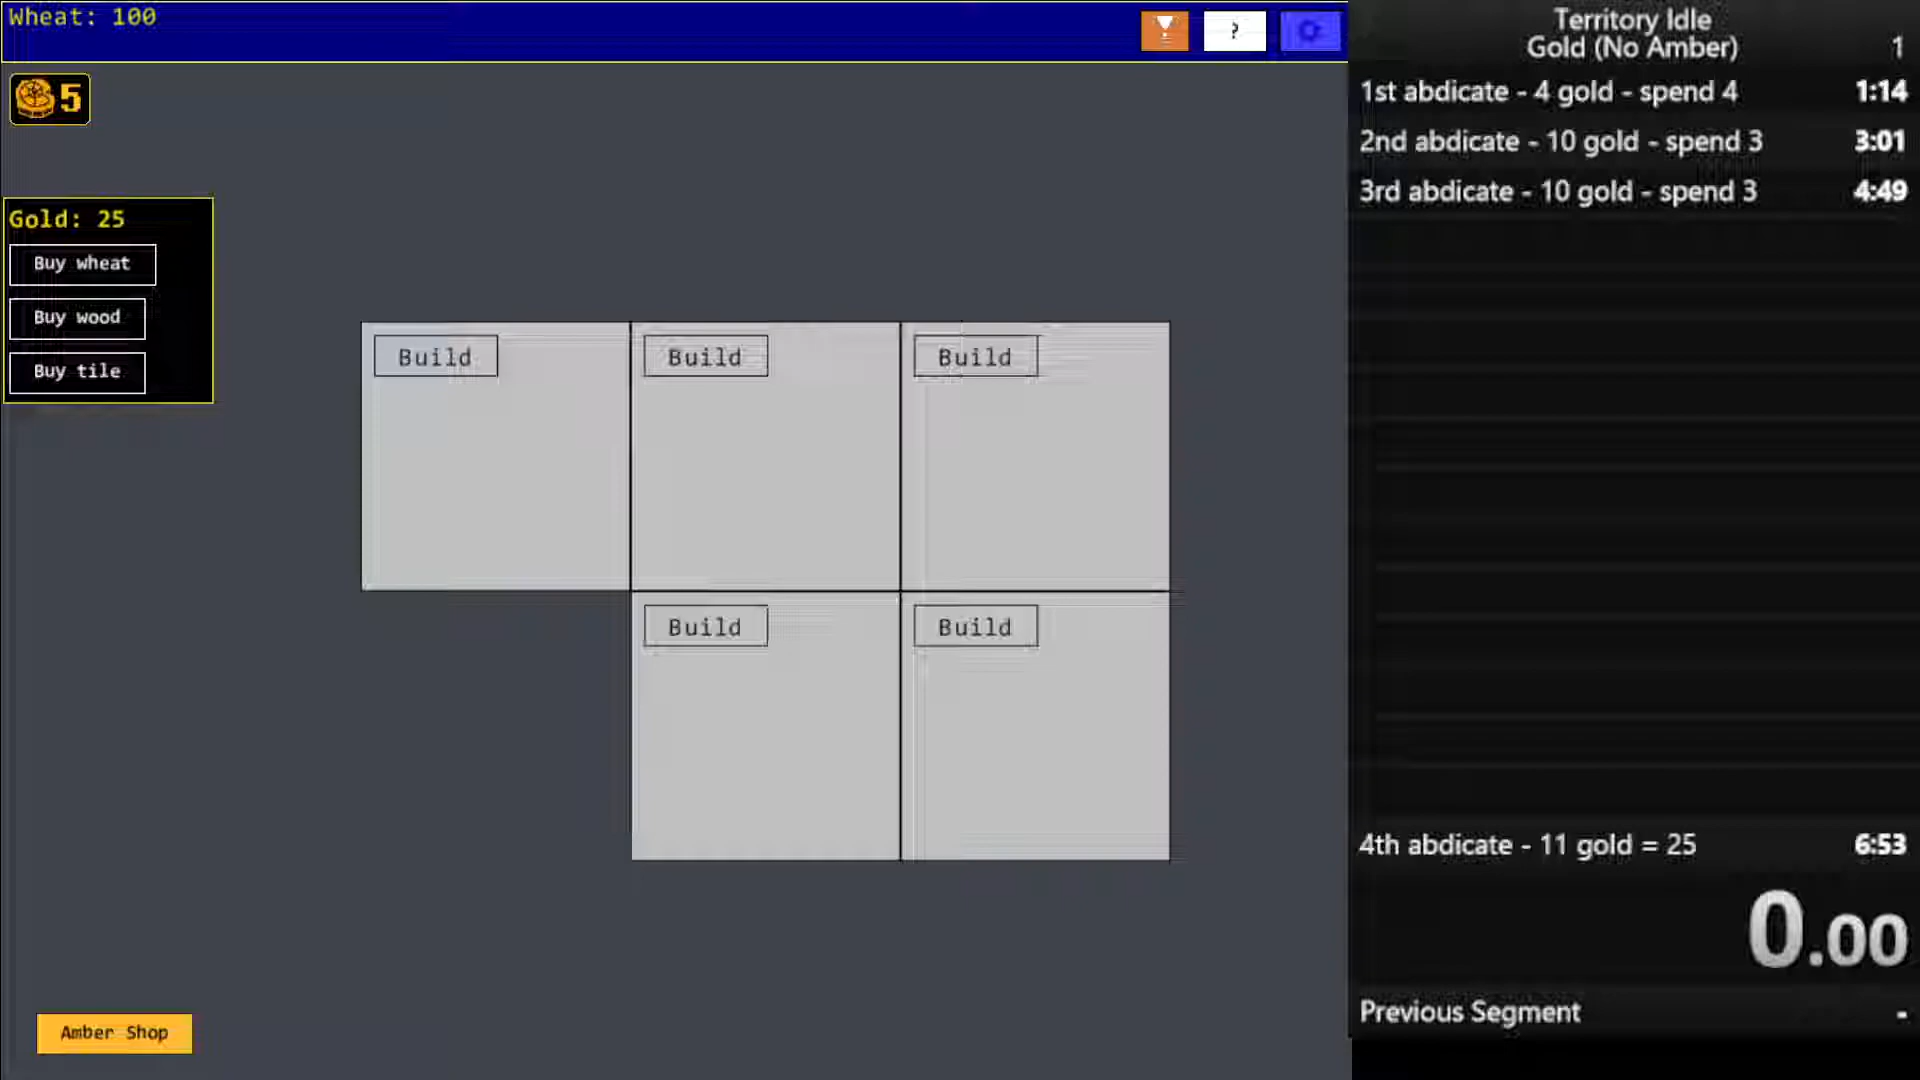 Wheat: 100
?
5
Gold: 25
Buy wheat
Buy wood
Buy tile
Build
Build
Build
Build
Build
Amber Shop
Territory Idle
Gold (No Amber)
1
1st abdicate - 4 gold - spend 4 1:14
2nd abdicate - 10 gold - spend 3 3:01
3rd abdicate - 10 gold - spend 3 4:49
4th abdicate - 11 gold = 25 6:53
0.00
Previous Segment -